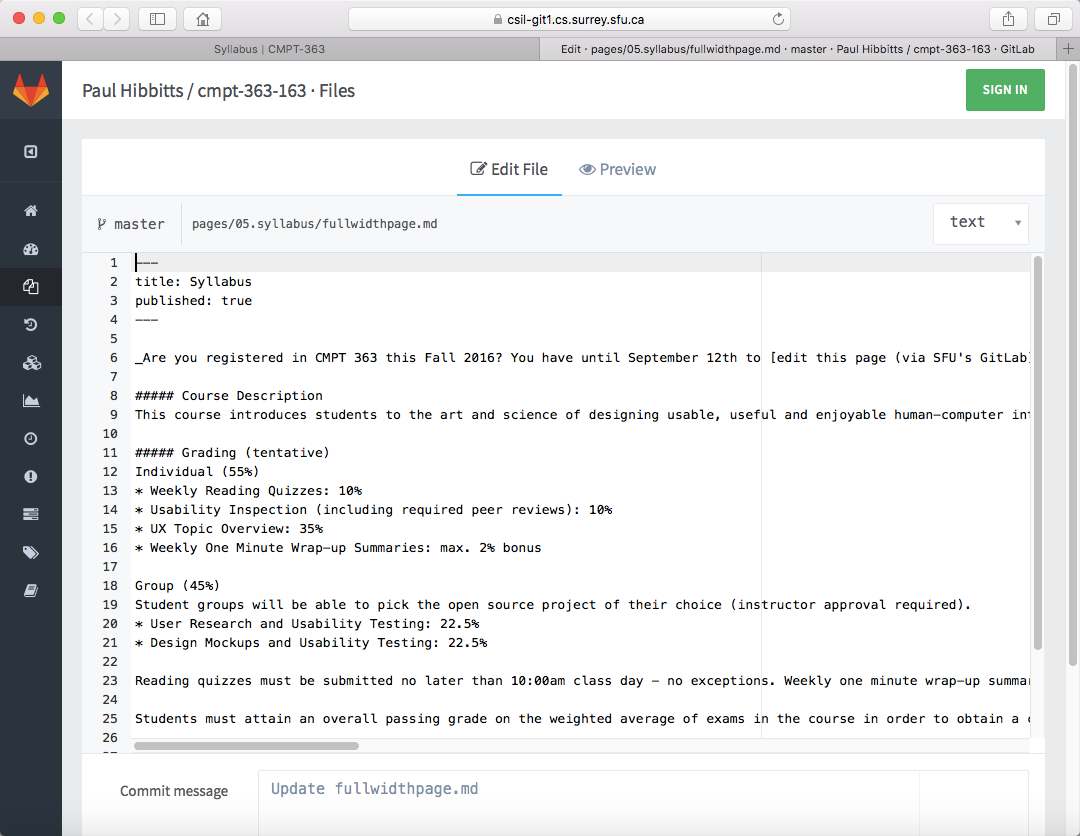 csil-git1.cs.surrey.sfu.ca
Syllabus | CMPT-363
Edit · pages/05.syllabus/fullwidthpage.md · master · Paul Hibbitts / cmpt-363-163 · GitLab
Paul Hibbitts / cmpt-363-163 · Files
SIGN IN
Edit File
Preview
master
pages/05.syllabus/fullwidthpage.md
text
1 ---
2 title: Syllabus
3 published: true
4 ---
5
6 _Are you registered in CMPT 363 this Fall 2016? You have until September 12th to [edit this page (via SFU's GitLab]
7
8 ##### Course Description
9 This course introduces students to the art and science of designing usable, useful and enjoyable human-computer int
10
11 ##### Grading (tentative)
12 Individual (55%)
13 * Weekly Reading Quizzes: 10%
14 * Usability Inspection (including required peer reviews): 10%
15 * UX Topic Overview: 35%
16 * Weekly One Minute Wrap-up Summaries: max. 2% bonus
17
18 Group (45%)
19 Student groups will be able to pick the open source project of their choice (instructor approval required).
20 * User Research and Usability Testing: 22.5%
21 * Design Mockups and Usability Testing: 22.5%
22
23 Reading quizzes must be submitted no later than 10:00am class day - no exceptions. Weekly one minute wrap-up summa
24
25 Students must attain an overall passing grade on the weighted average of exams in the course in order to obtain a
26
Commit message
Update fullwidthpage.md